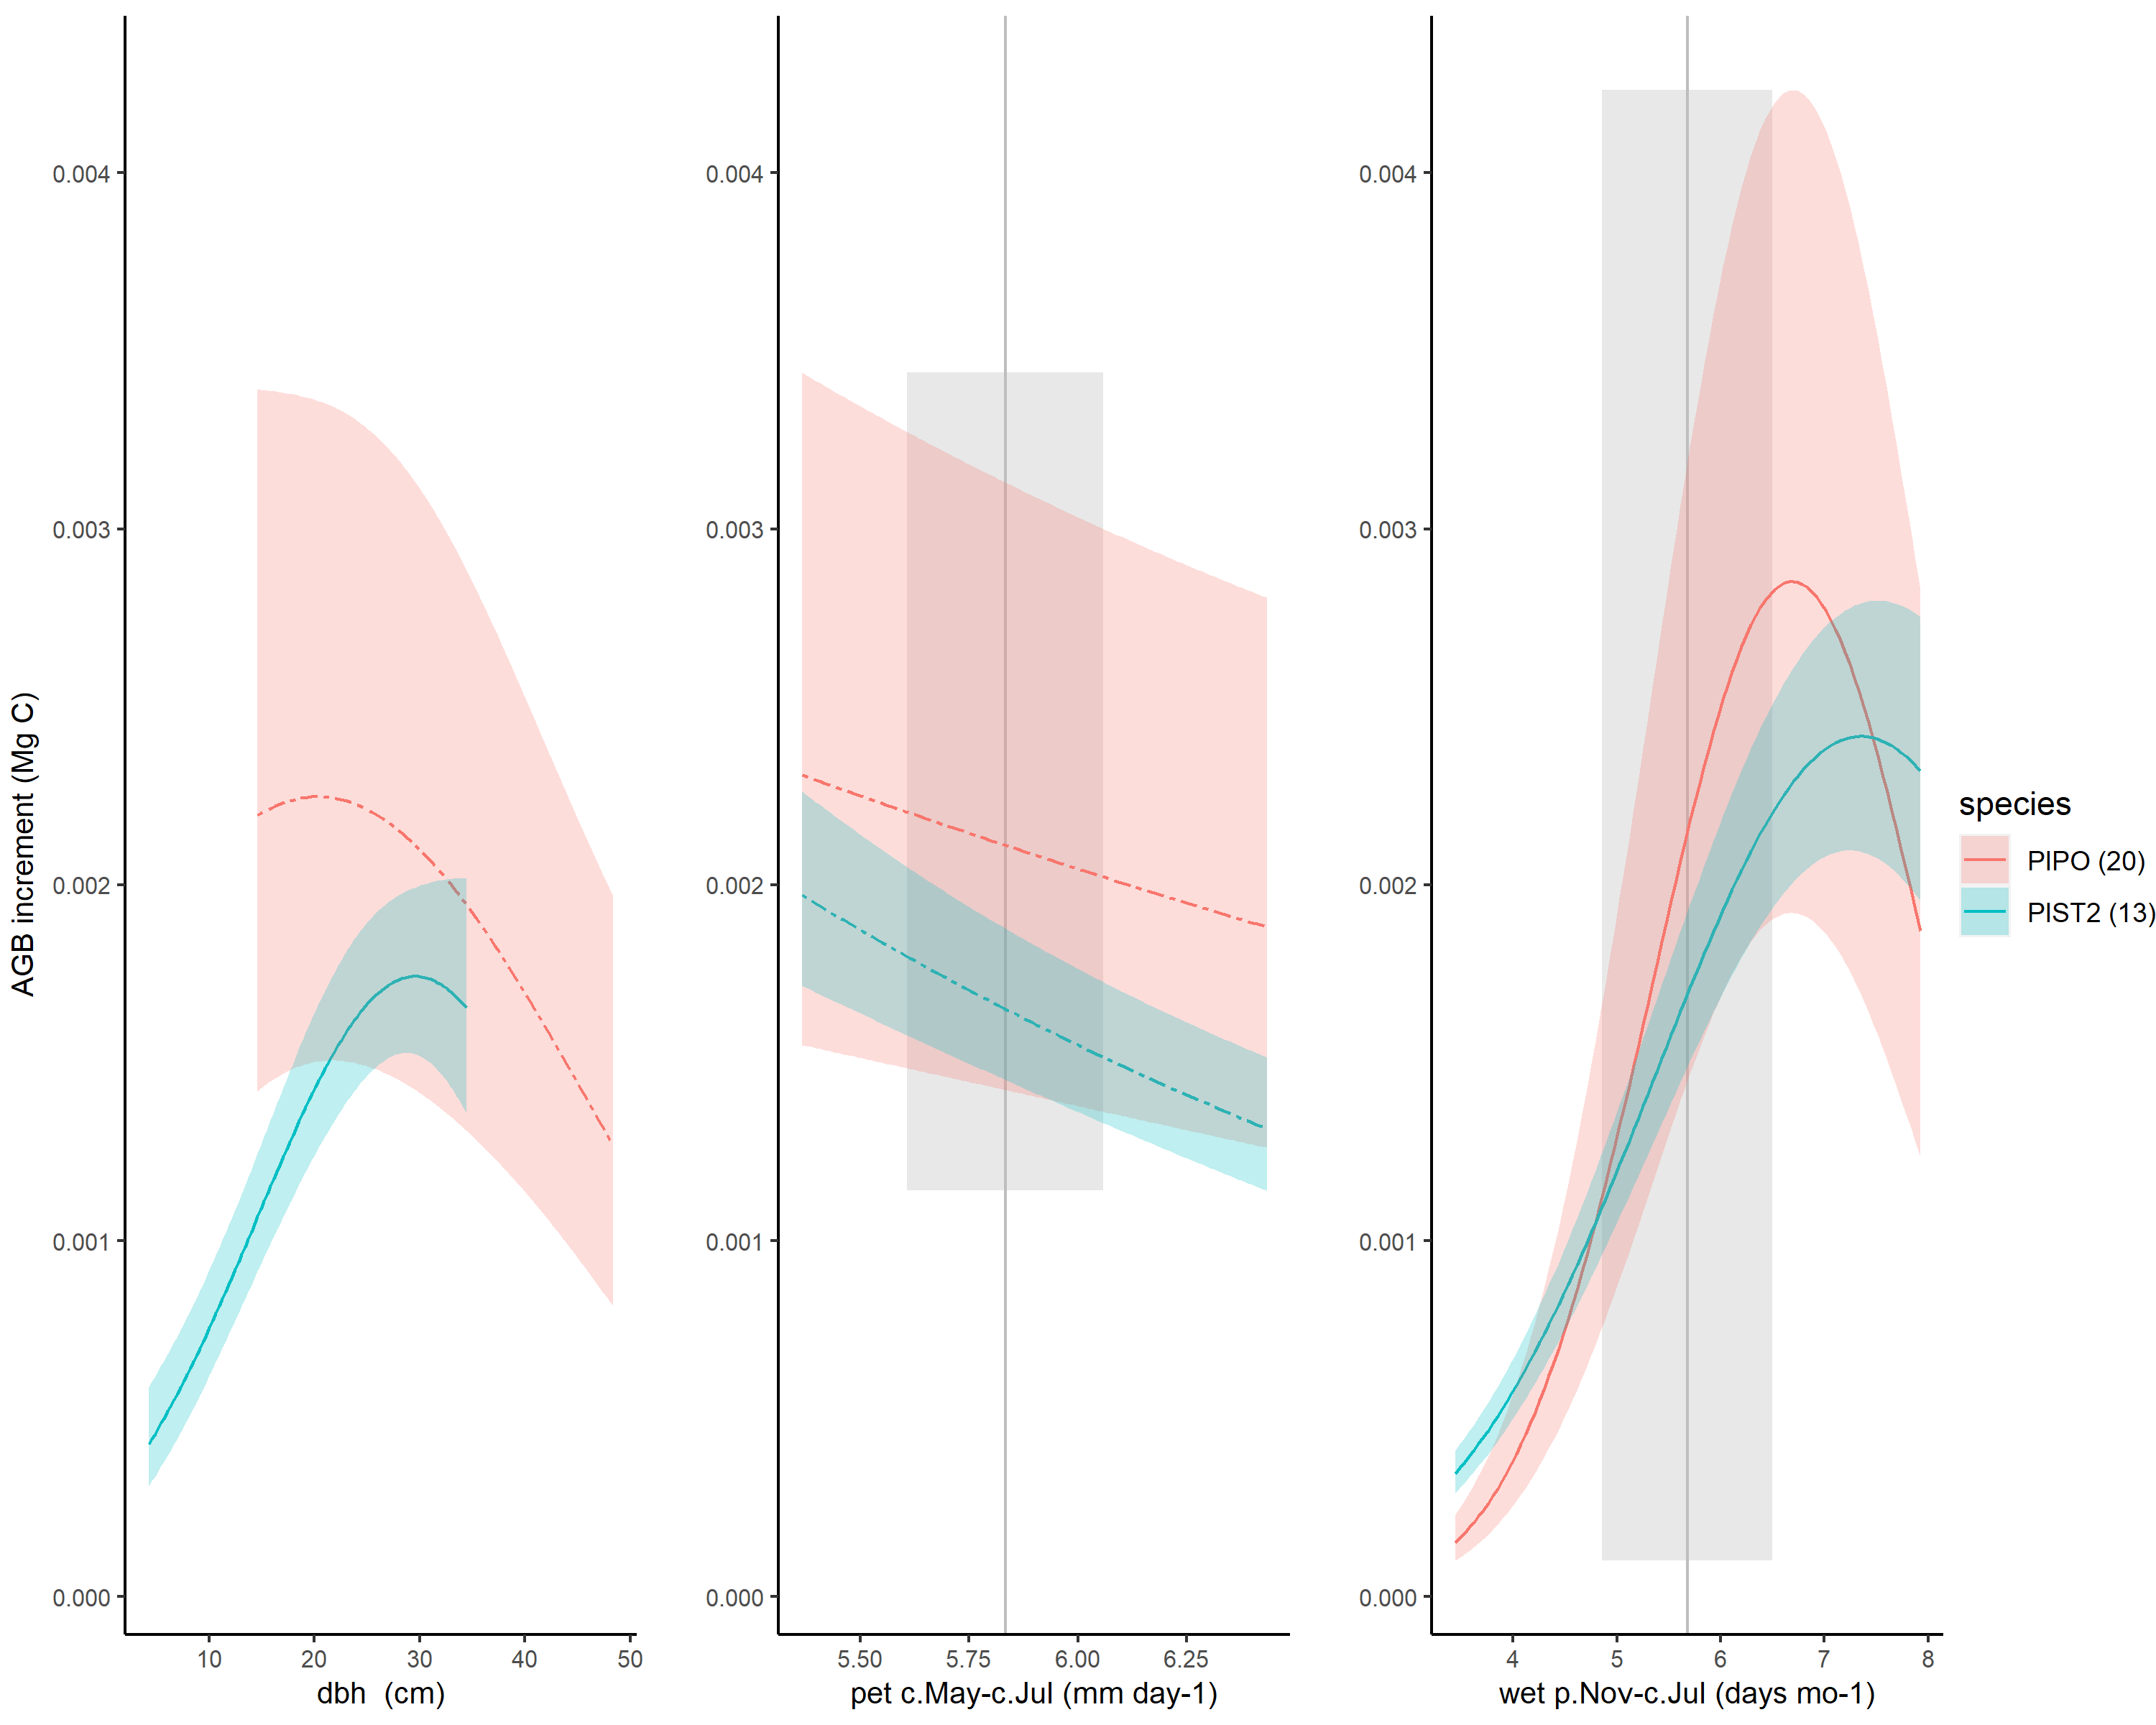 AGB increment (Mg C)
0.004
0.003
0.002
0.001
0.000
10 20 30 40 50
dbh  (cm)
0.004
0.003
0.002
0.001
0.000
5.50 5.75 6.00 6.25
pet c.May-c.Jul (mm day-1)
0.004
0.003
0.002
0.001
0.000
4 5 6 7 8
wet p.Nov-c.Jul (days mo-1)
species
PIPO (20)
PIST2 (13)